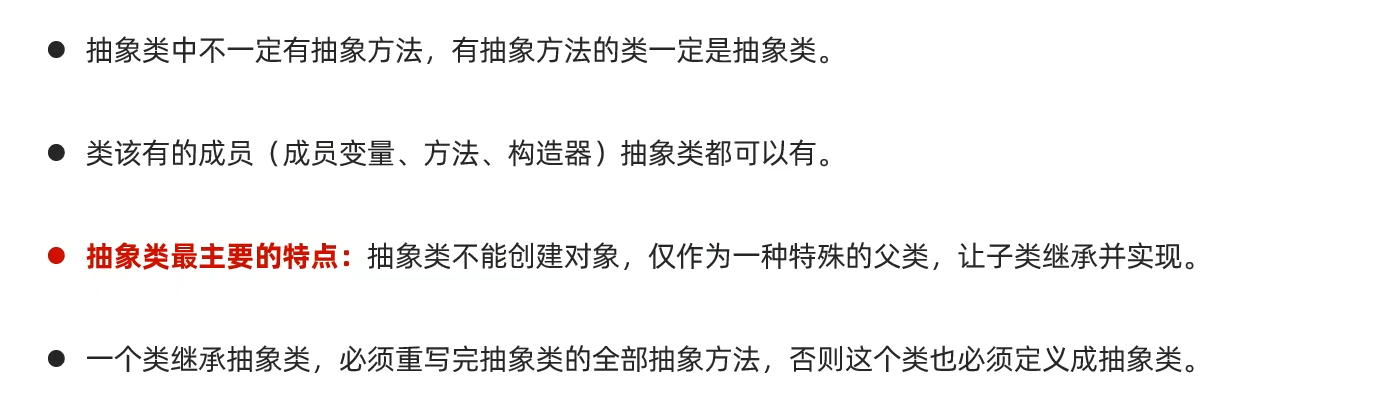 ● 抽象类中不一定有抽象方法，有抽象方法的类一定是抽象类。
● 类该有的成员（成员变量、方法、构造器）抽象类都可以有。
● 抽象类最主要的特点：抽象类不能创建对象，仅作为一种特殊的父类，让子类继承并实现。
● 一个类继承抽象类，必须重写完抽象类的全部抽象方法，否则这个类也必须定义成抽象类。